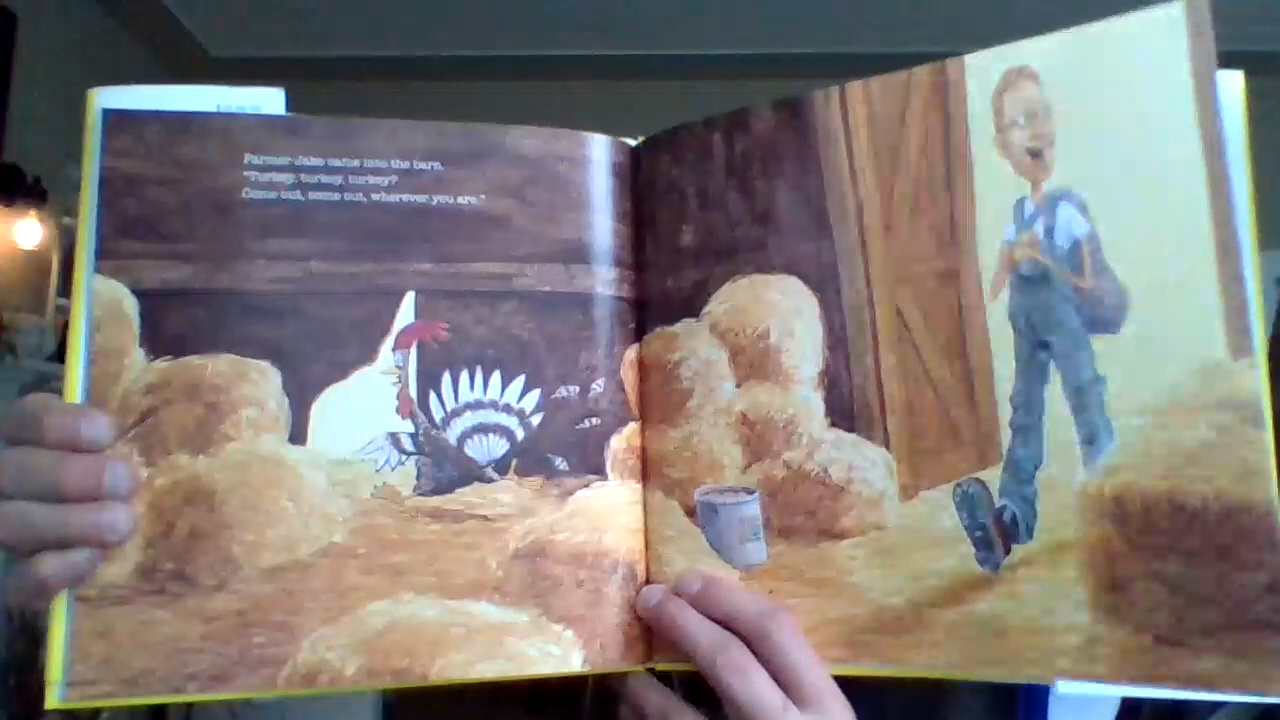 Farmer Jake came into the barn.
"Turkey, turkey, turkey?
Come out, come out, wherever you are."